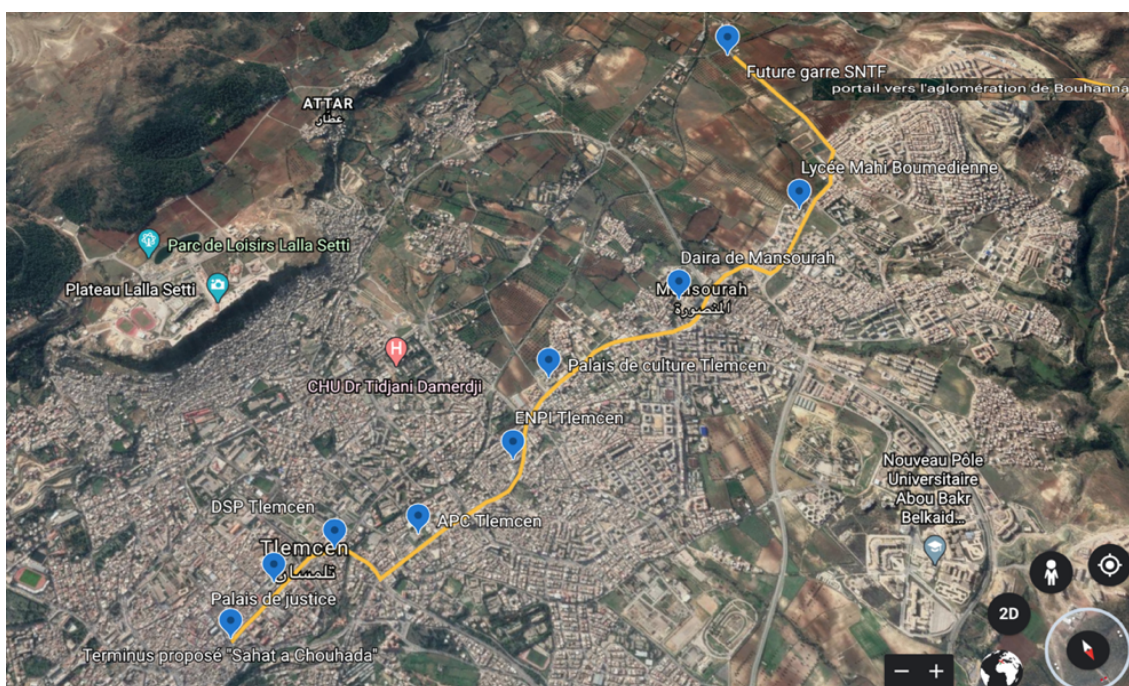 Future garre SNTF
portail vers l'aglomération de Bouhanna
ATTAR
عطار
Lycée Mahi Boumedienne
Parc de Loisirs Lalla Setti
Daira de Mansourah
Plateau Lalla Setti
Mansourah
المنصورة
H
Palais de culture Tlemcen
CHU Dr Tidjani Damerdji
ENPI Tlemcen
Nouveau Pôle
Universitaire
Abou Bakr
Belkaid...
DSP Tlemcen
APC Tlemcen
Tlemcen
تلمسان
Palais de justice
2D
Terminus proposé "Sahat a Chouhada"
− +